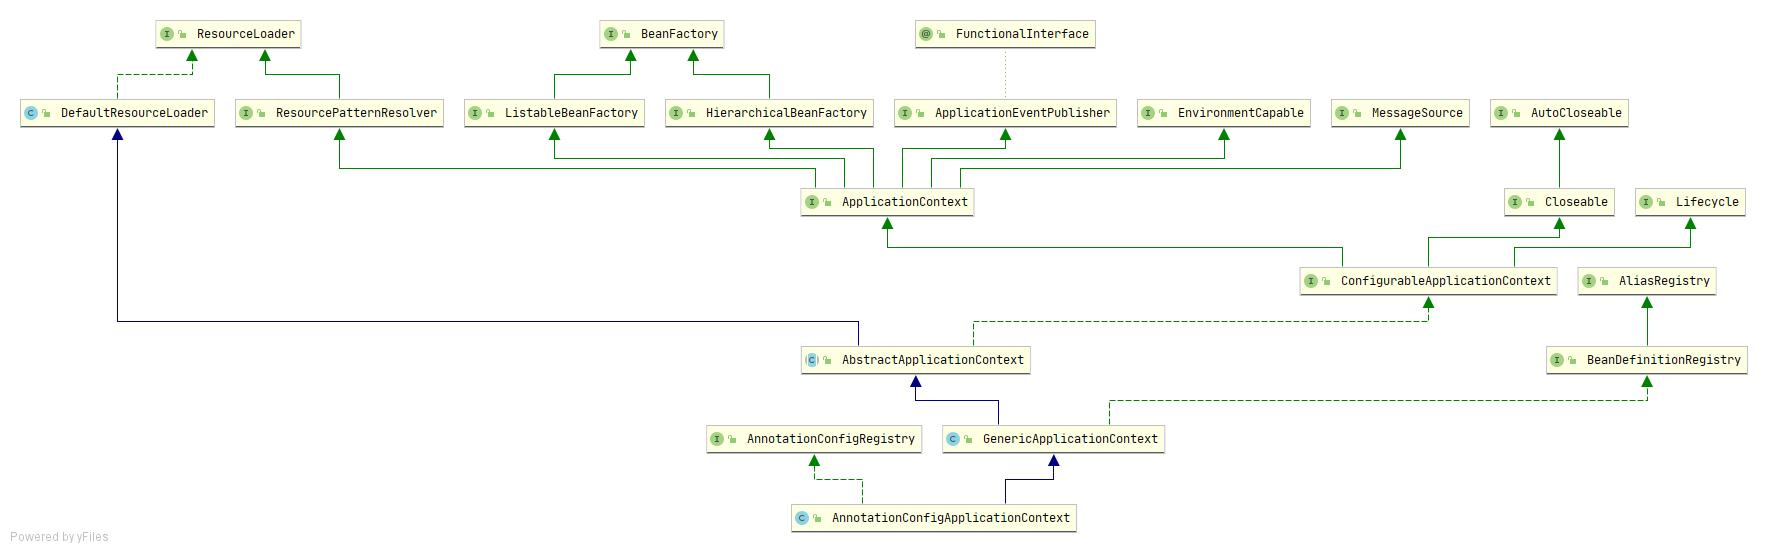 ResourceLoader
BeanFactory
FunctionalInterface
DefaultResourceLoader
ResourcePatternResolver
ListableBeanFactory
HierarchicalBeanFactory
ApplicationEventPublisher
EnvironmentCapable
MessageSource
AutoCloseable
ApplicationContext
Closeable
Lifecycle
ConfigurableApplicationContext
AliasRegistry
AbstractApplicationContext
BeanDefinitionRegistry
AnnotationConfigRegistry
GenericApplicationContext
AnnotationConfigApplicationContext
Powered by yFiles